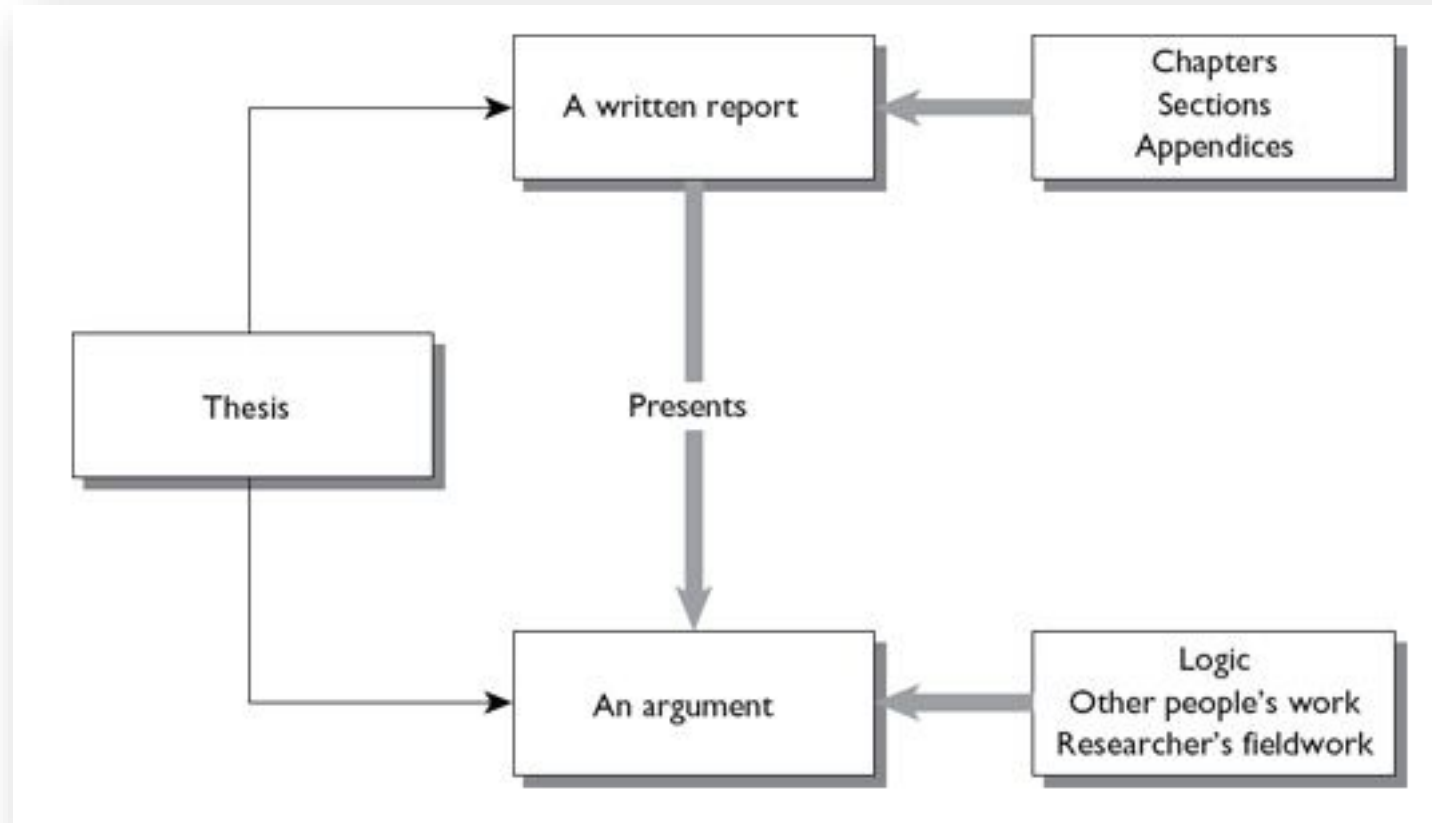 A written report
Chapters
Sections
Appendices
Thesis
Presents
An argument
Logic
Other people’s work
Researcher’s fieldwork